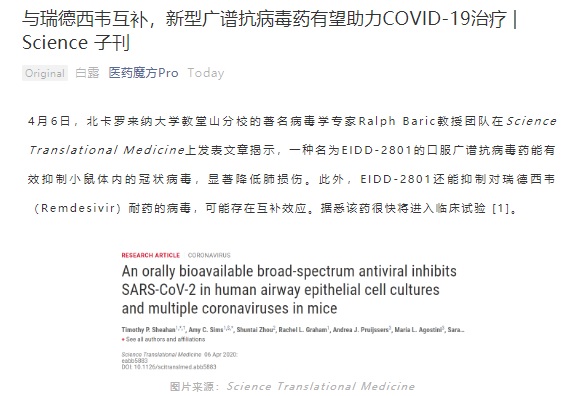 与瑞德西韦互补，新型广谱抗病毒药有望助力COVID-19治疗 |
Science 子刊
Original 白露 医药魔方Pro Today
4月6日，北卡罗来纳大学教堂山分校的著名病毒学专家Ralph Baric教授团队在Science
Translational Medicine上发表文章揭示，一种名为EIDD-2801的口服广谱抗病毒药能有
效抑制小鼠体内的冠状病毒，显著降低肺损伤。此外，EIDD-2801还能抑制对瑞德西韦
（Remdesivir）耐药的病毒，可能存在互补效应。据悉该药很快将进入临床试验 [1]。
RESEARCH ARTICLE CORONAVIRUS
An orally bioavailable broad-spectrum antiviral inhibits
SARS-CoV-2 in human airway epithelial cell cultures
and multiple coronaviruses in mice
Timothy P. Sheahan1,*,†, Amy C. Sims1,‡,*, Shuntai Zhou2, Rachel L. Graham1, Andrea J. Pruijssers3, Maria L. Agostini3, Sara...
+ See all authors and affiliations
Science Translational Medicine 06 Apr 2020:
eabb5883
DOI: 10.1126/scitranslmed.abb5883
图片来源：Science Translational Medicine